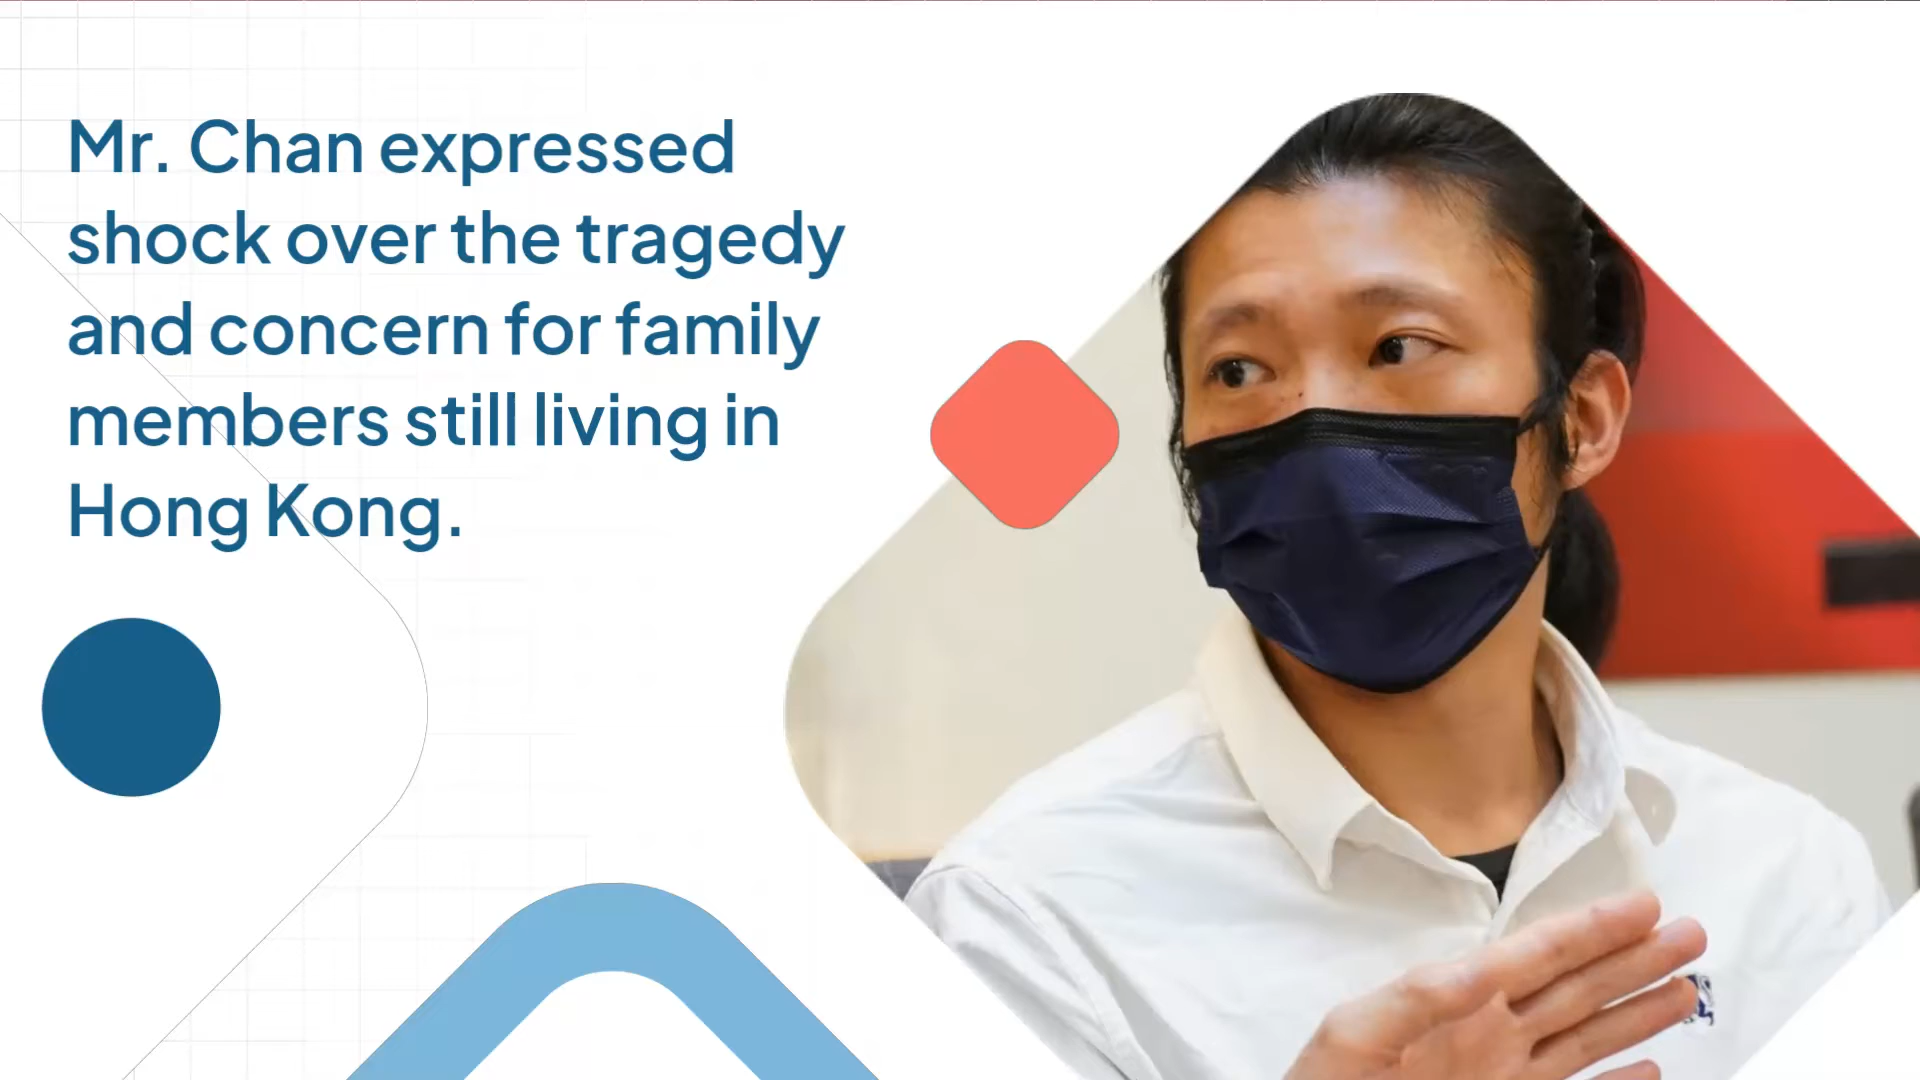 Mr. Chan expressed
shock over the tragedy
and concern for family
members still living in
Hong Kong.